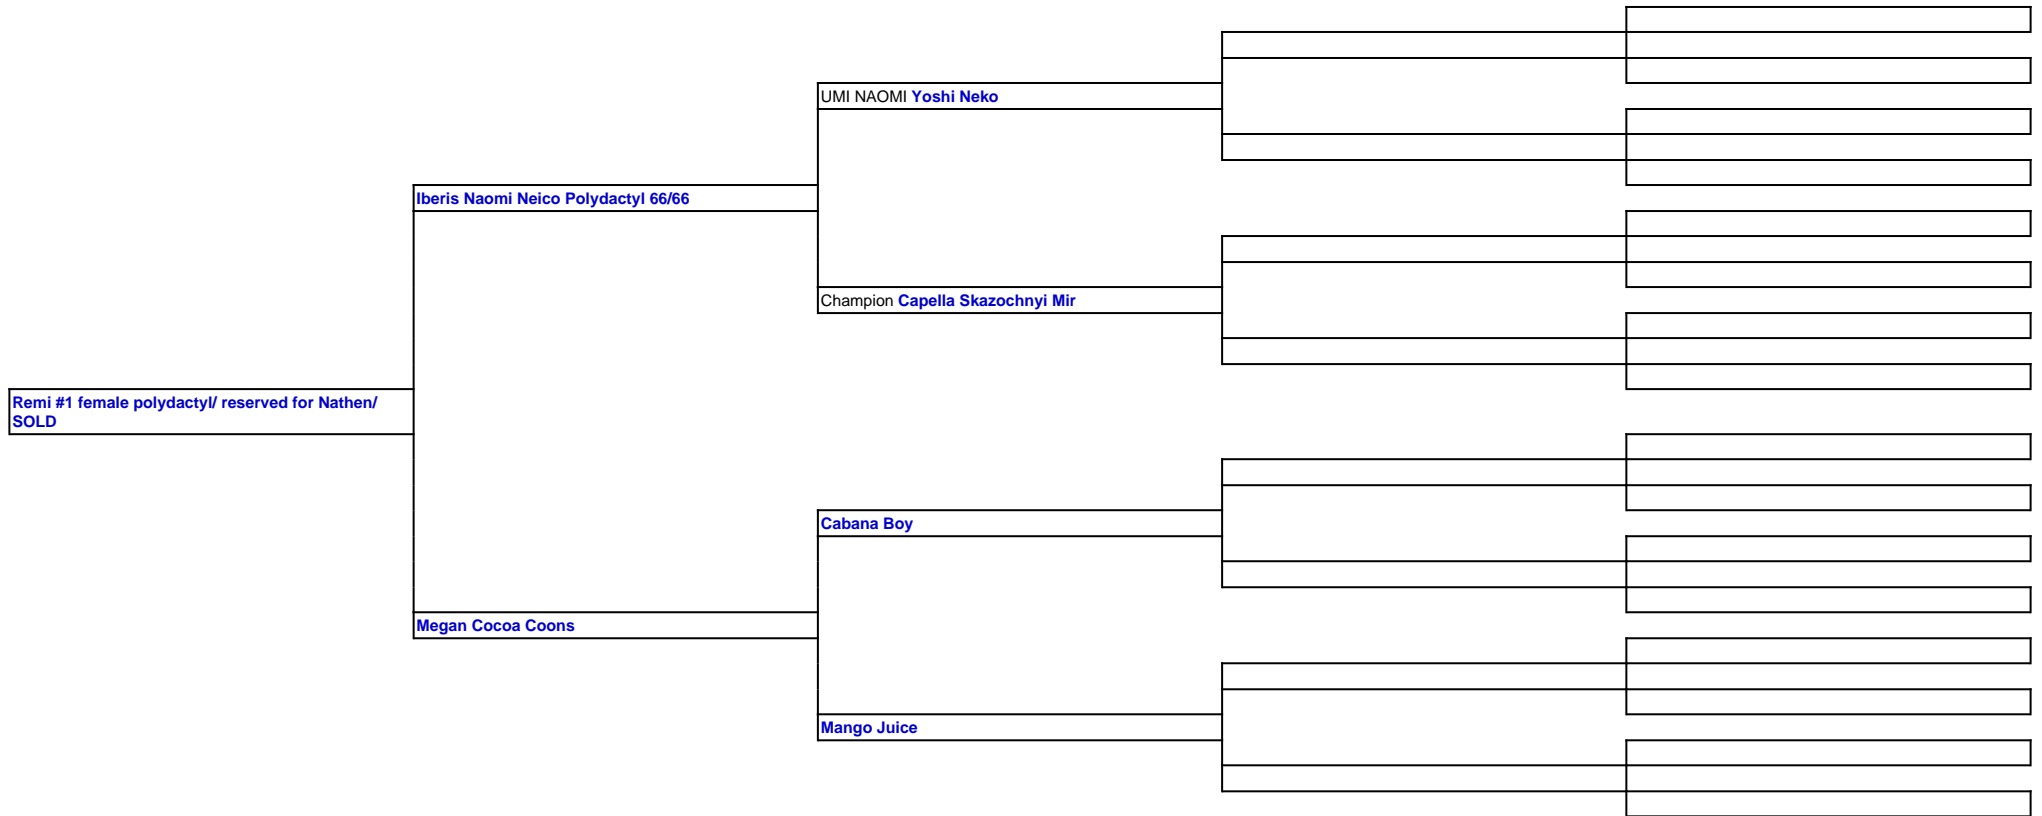 UMI NAOMI Yoshi Neko
Iberis Naomi Neico Polydactyl 66/66
Champion Capella Skazochnyi Mir
Remi #1 female polydactyl/ reserved for Nathen/
SOLD
Cabana Boy
Megan Cocoa Coons
Mango Juice